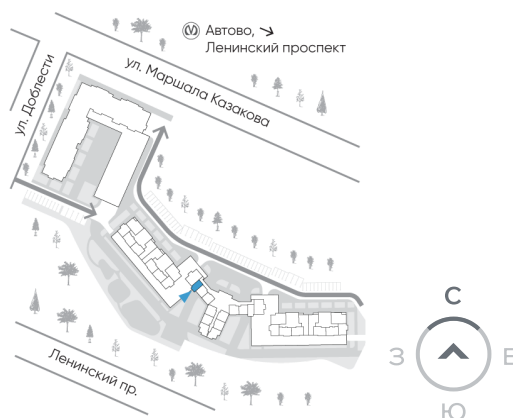 Автово, ↘
Ленинский проспект
ул. Маршала Казакова
ул. Доблести
Ленинский пр.
С
З
В
Ю